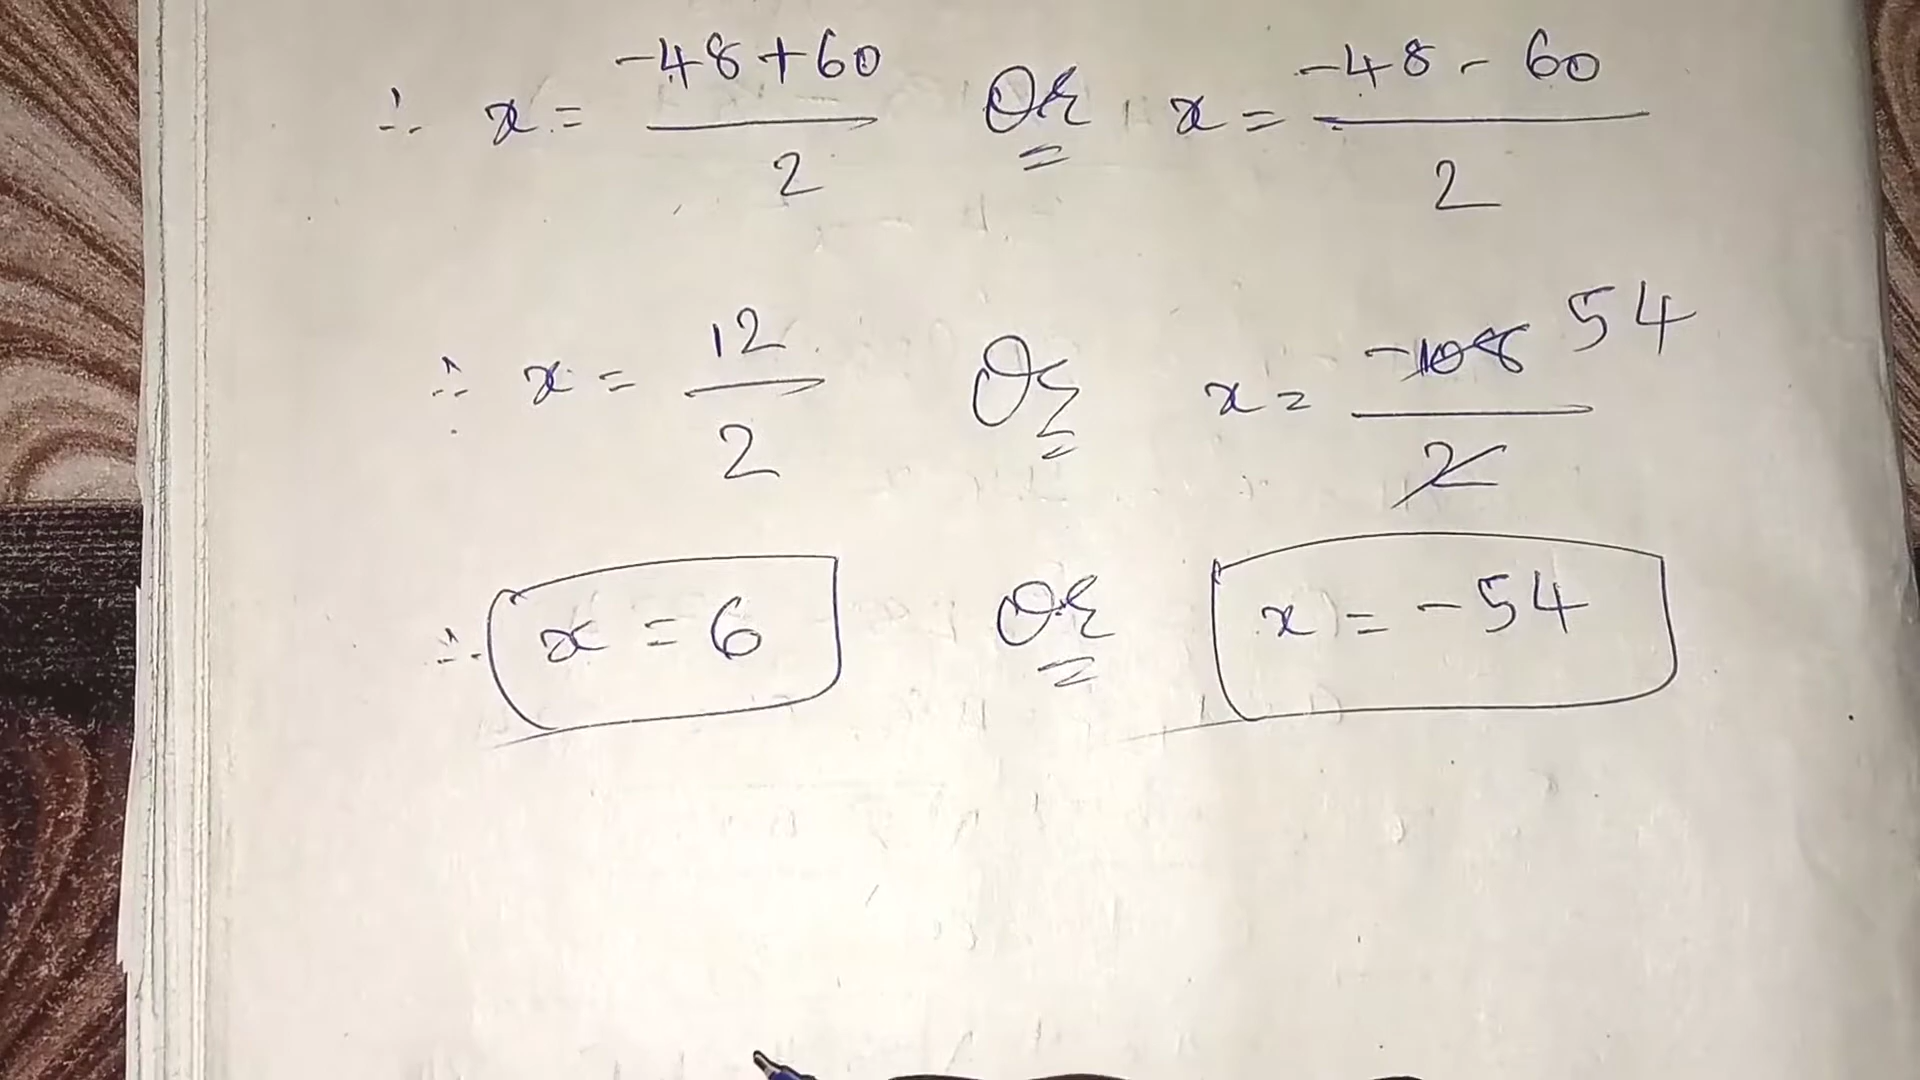 ∴ x = -48+60 / 2 Or x = -48 - 60 / 2
∴ x = 12 / 2 Or x = -108 54 / 2
∴ x = 6 Or x = -54